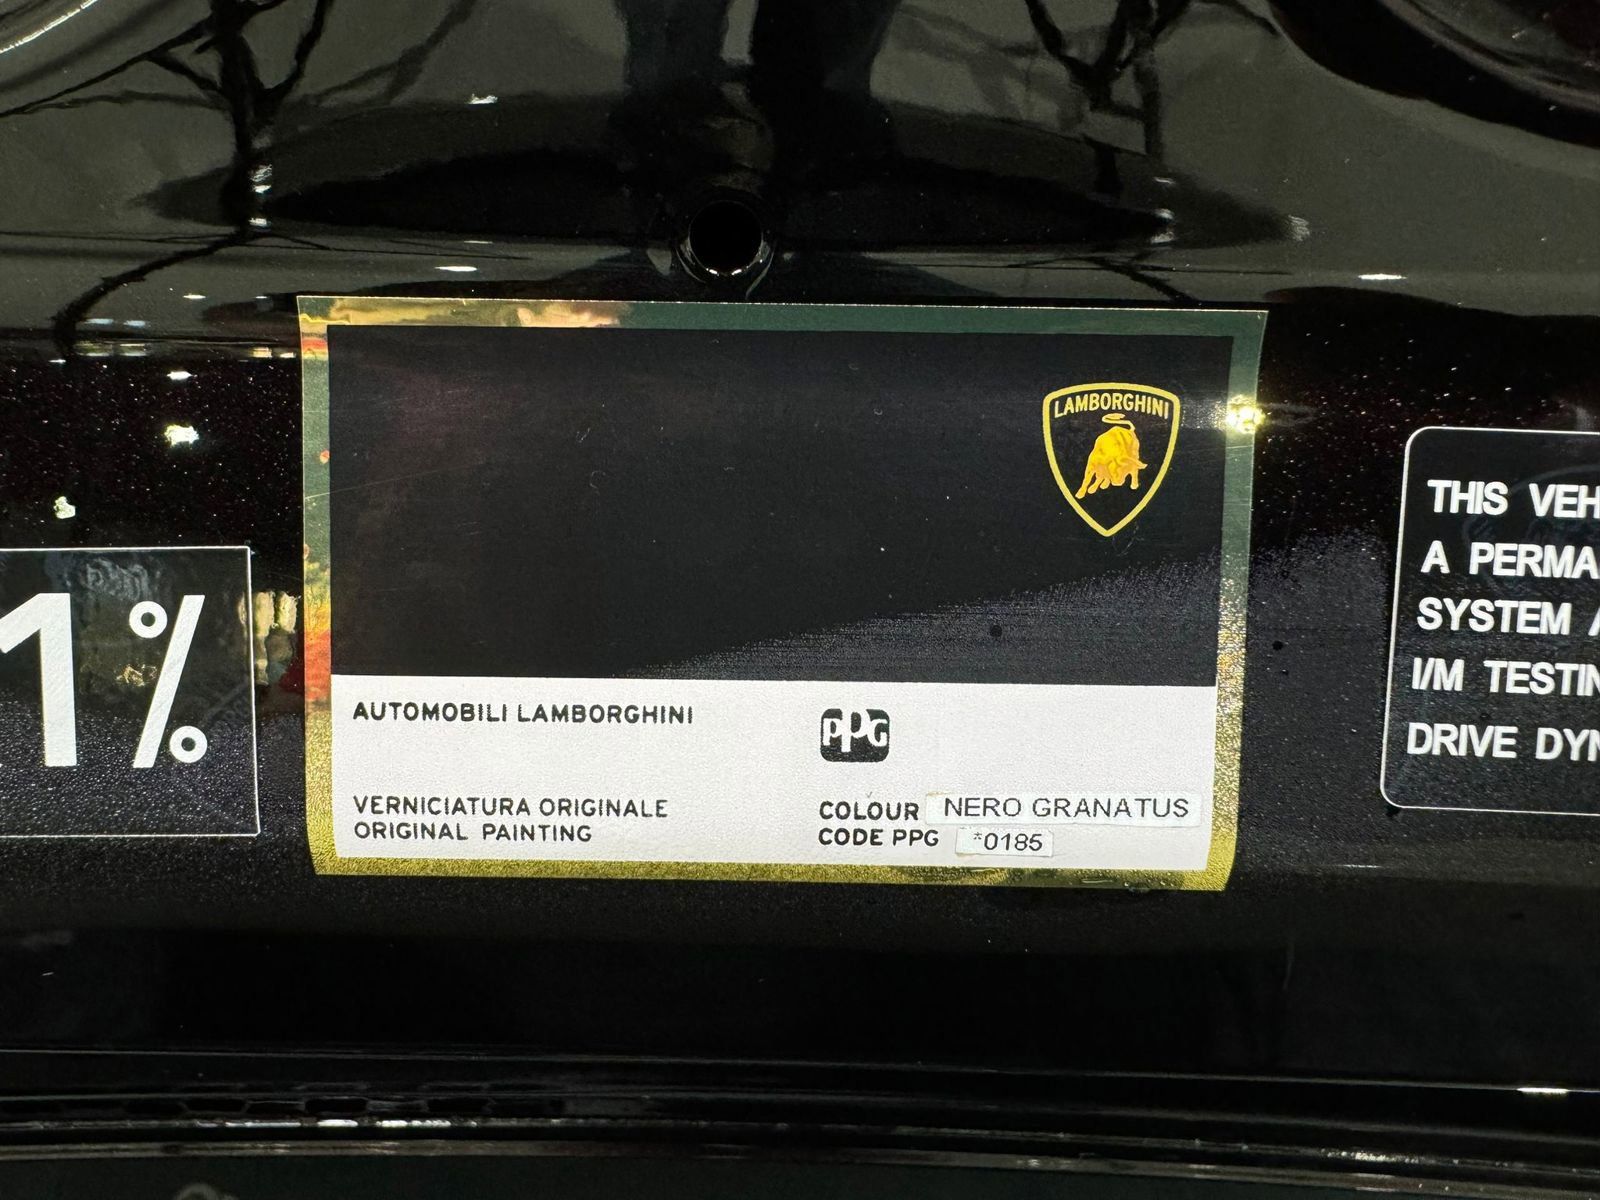 LAMBORGHINI
1%
THIS VEH
A PERMA
SYSTEM
I/M TESTIN
DRIVE DYN
AUTOMOBILI LAMBORGHINI
PPG
VERNICIATURA ORIGINALE
ORIGINAL PAINTING
COLOUR NERO GRANATUS
CODE PPG *0185